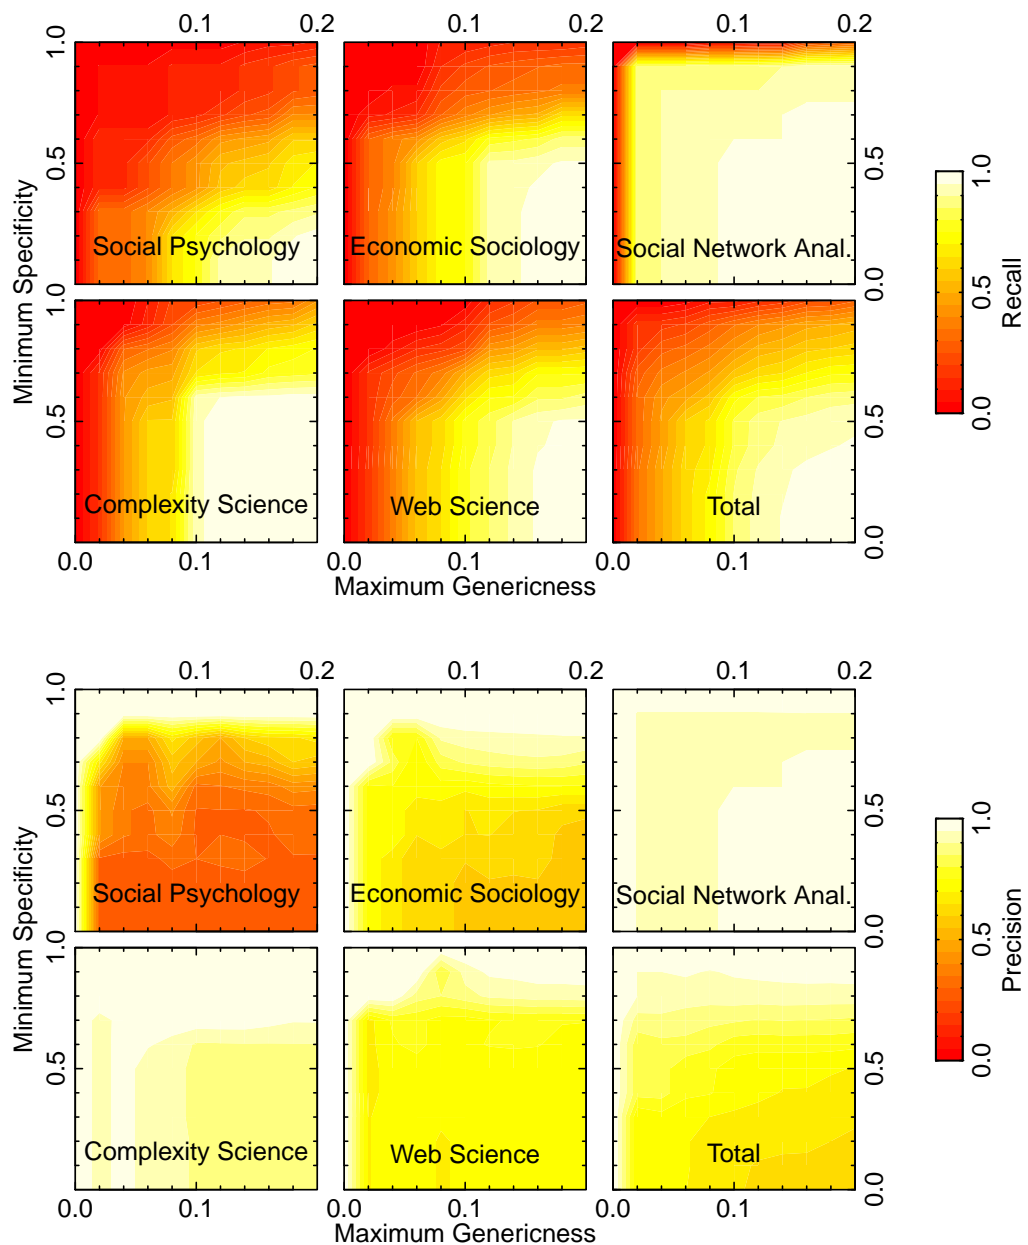 0.1 0.2 0.1 0.2 0.1 0.2
1.0
0.5
Social Psychology
Economic Sociology
Social Network Anal.
0.5
0.0
Minimum Specificity
1.0
0.5
Complexity Science
Web Science
Total
0.5
0.0
0.0 0.1 0.0 0.1 0.0 0.1
Maximum Genericness
1.0
0.5
0.0
Recall
0.1 0.2 0.1 0.2 0.1 0.2
1.0
0.5
Social Psychology
Economic Sociology
Social Network Anal.
0.5
0.0
Minimum Specificity
1.0
0.5
Complexity Science
Web Science
Total
0.5
0.0
0.0 0.1 0.0 0.1 0.0 0.1
Maximum Genericness
1.0
0.5
0.0
Precision